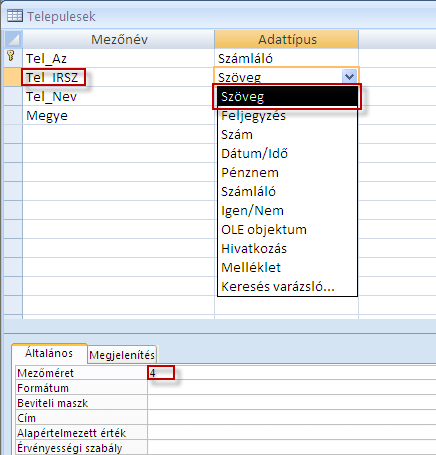 Telepulesek
Mezőnév Adattípus
Tel_Az Számláló
Tel_IRSZ Szöveg
Tel_Nev Szöveg
Megye Feljegyzés
Szám
Dátum/Idő
Pénznem
Számláló
Igen/Nem
OLE objektum
Hivatkozás
Melléklet
Keresés varázsló...
Általános Megjelenítés
Mezőméret 4
Formátum
Beviteli maszk
Cím
Alapértelmezett érték
Érvényességi szabály